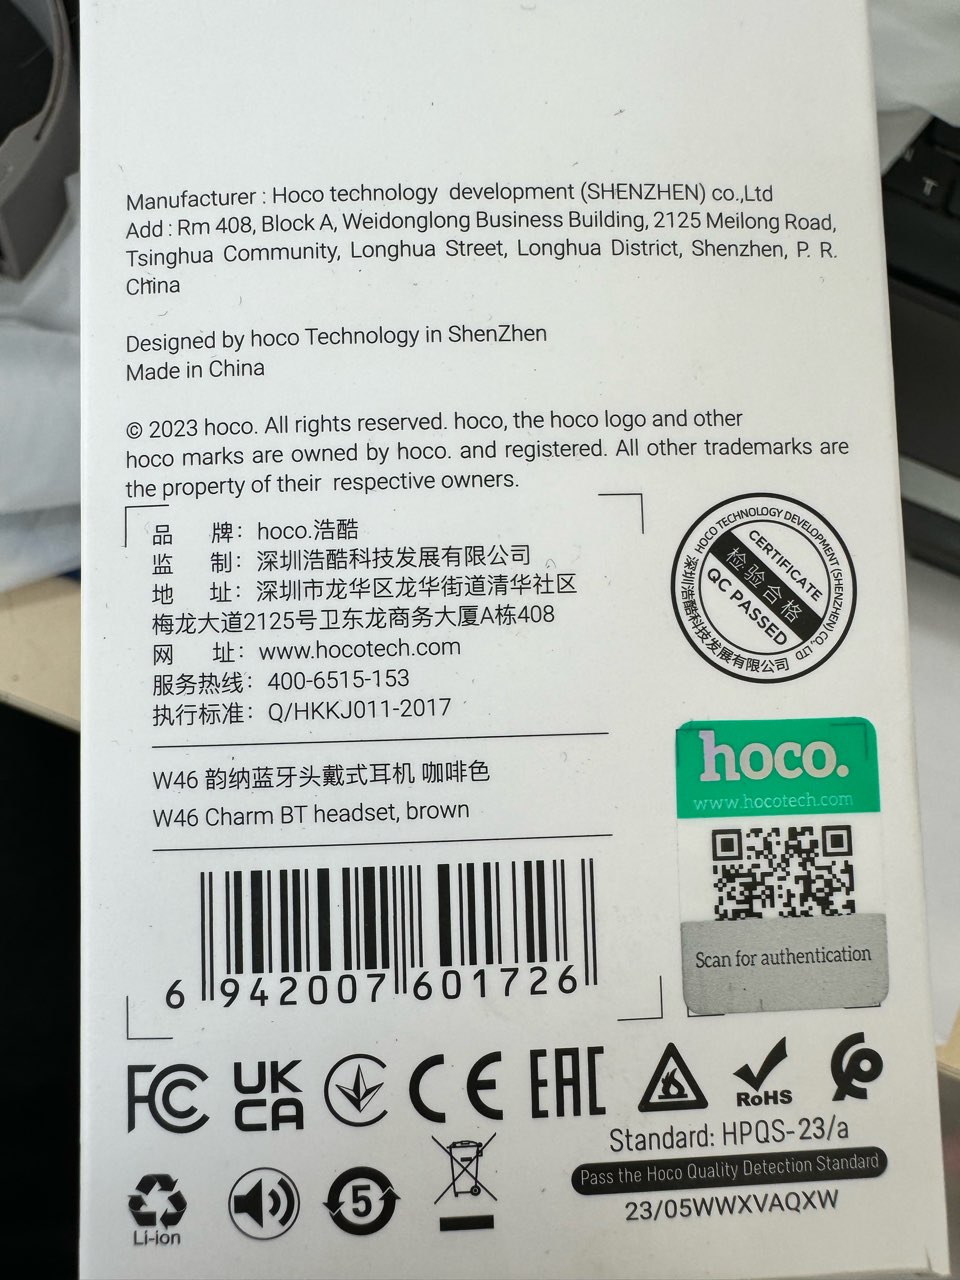 Manufacturer : Hoco technology development (SHENZHEN) co.,Ltd
Add : Rm 408, Block A, Weidonglong Business Building, 2125 Meilong Road,
Tsinghua Community, Longhua Street, Longhua District, Shenzhen, P. R.
China
Designed by hoco Technology in ShenZhen
Made in China
© 2023 hoco. All rights reserved. hoco, the hoco logo and other
hoco marks are owned by hoco. and registered. All other trademarks are
the property of their respective owners.
品 牌： hoco.浩酷
监 制： 深圳浩酷科技发展有限公司
地 址： 深圳市龙华区龙华街道清华社区
梅龙大道2125号卫东龙商务大厦A栋408
网 址： www.hocotech.com
服务热线： 400-6515-153
执行标准： Q/HKKJ011-2017
HOCO TECHNOLOGY DEVELOPMENT (SHENZHEN) CO., LTD
CERTIFICATE
检验合格
QC PASSED
深圳浩酷科技发展有限公司
W46 韵纳蓝牙头戴式耳机 咖啡色
W46 Charm BT headset, brown
hoco.
www.hocotech.com
Scan for authentication
6 942007 601726
FC UK CA CE EAC RoHS
Standard: HPQS-23/a
Pass the Hoco Quality Detection Standard
23/05WWXVAQXW
Li-ion 5
T